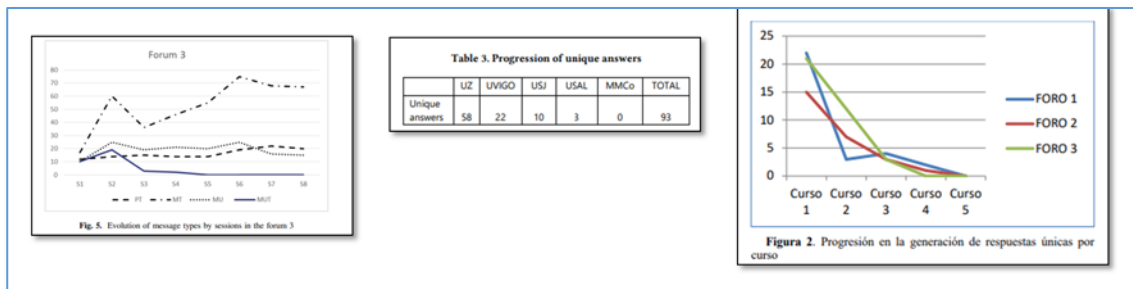 Forum 3
80
70
60
50
40
30
20
10
0
S1 S2 S3 S4 S5 S6 S7 S8
PT MT MU MUT
Fig. 5. Evolution of message types by sessions in the forum 3
Table 3. Progression of unique answers
UZ UVIGO USJ USAL MMCo TOTAL
Unique
answers 58 22 10 3 0 93
25
20
15
10
5
0
Curso Curso Curso Curso Curso
1 2 3 4 5
FORO 1
FORO 2
FORO 3
Figura 2. Progresión en la generación de respuestas únicas por
curso